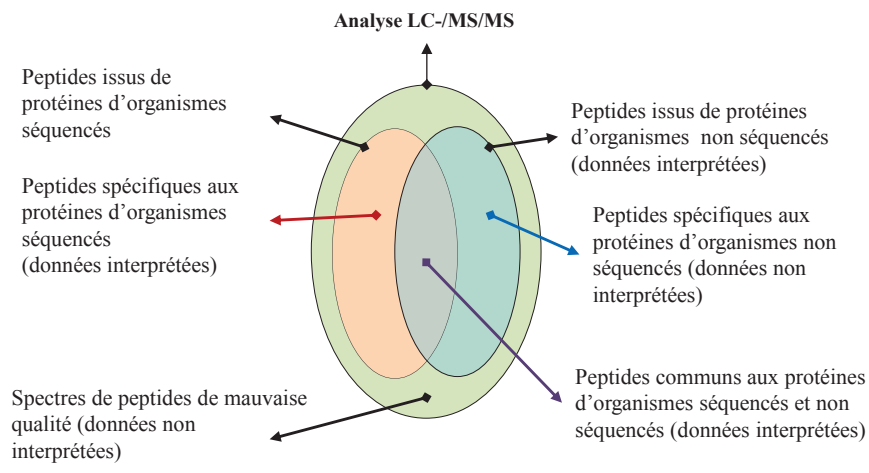 Analyse LC-/MS/MS
Peptides issus de
protéines d’organismes
séquencés
Peptides spécifiques aux
protéines d’organismes
séquencés
(données interprétées)
Spectres de peptides de mauvaise
qualité (données non
interprétées)
Peptides issus de protéines
d’organismes non séquencés
(données interprétées)
Peptides spécifiques aux
protéines d’organismes non
séquencés (données non
interprétées)
Peptides communs aux protéines
d’organismes séquencés et non
séquencés (données interprétées)